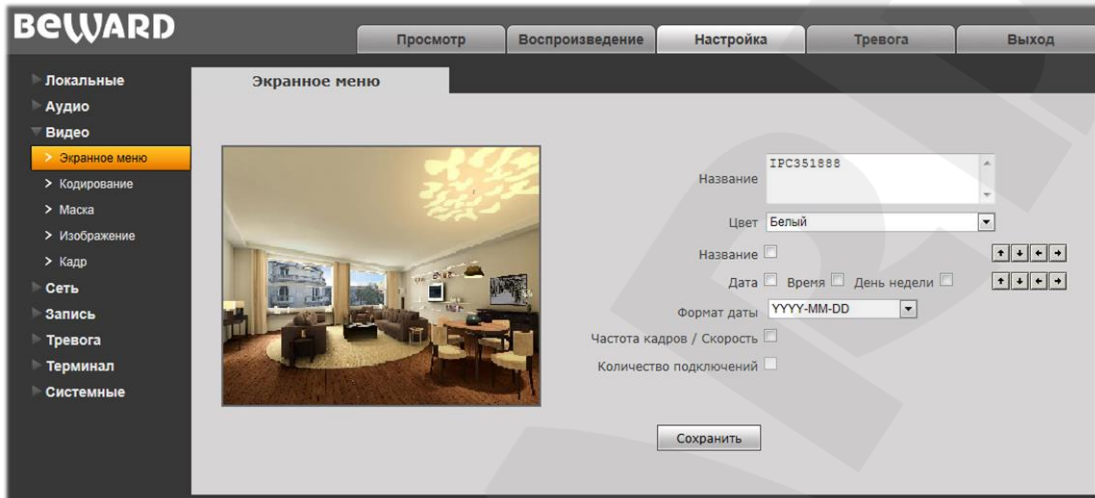 BEWARD
Просмотр
Воспроизведение
Настройка
Тревога
Выход
Локальные
Аудио
Видео
Экранное меню
Кодирование
Маска
Изображение
Кадр
Сеть
Запись
Тревога
Терминал
Системные
Экранное меню
Название IPC351888
Цвет Белый
Название
Дата Время День недели
Формат даты YYYY-MM-DD
Частота кадров / Скорость
Количество подключений
Сохранить